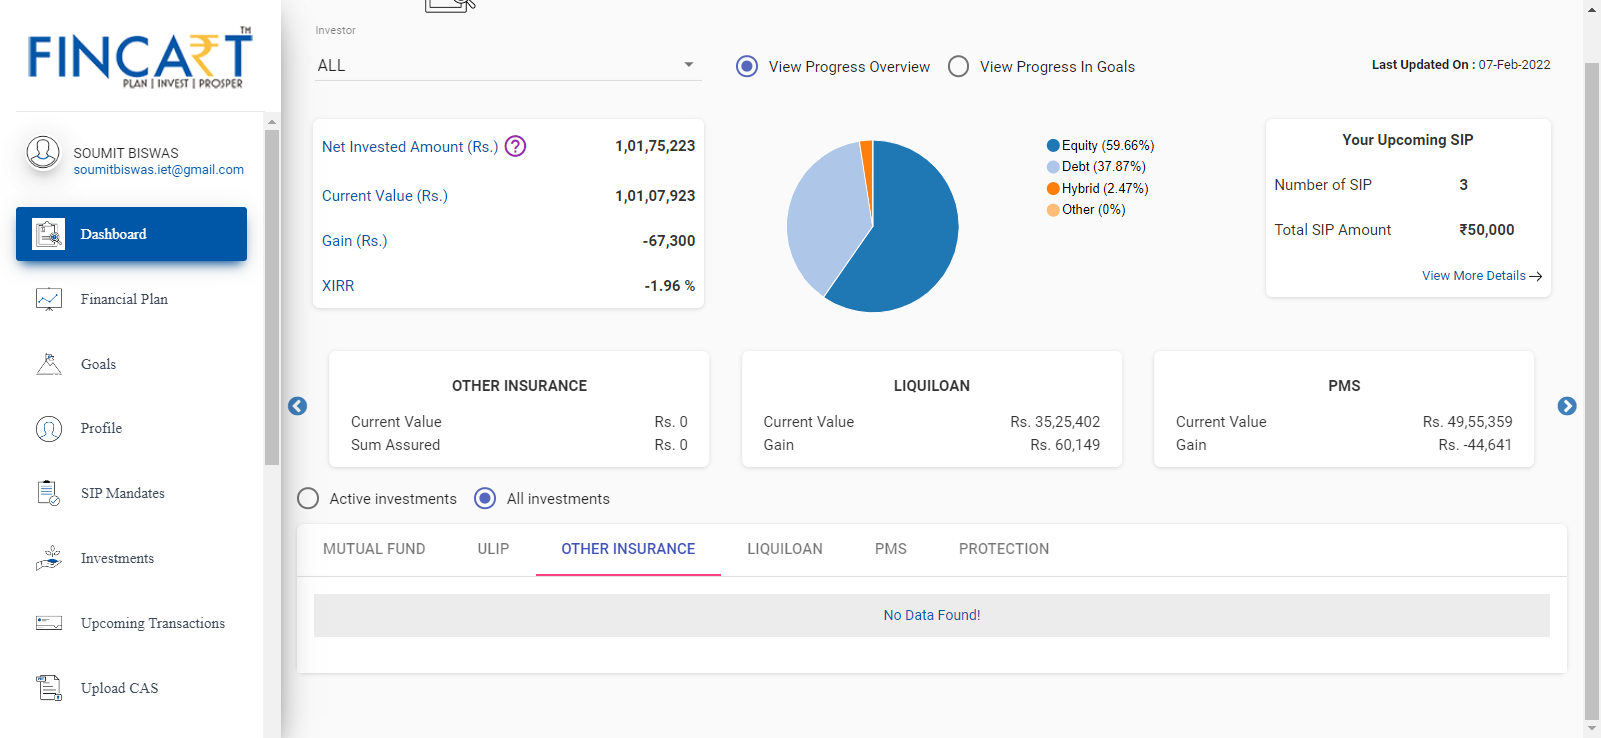 FINCART TM
PLAN | INVEST | PROSPER
SOUMIT BISWAS
soumitbiswas.iet@gmail.com
Dashboard
Financial Plan
Goals
Profile
SIP Mandates
Investments
Upcoming Transactions
Upload CAS
Investor
ALL
View Progress Overview View Progress In Goals
Last Updated On : 07-Feb-2022
Net Invested Amount (Rs.) ? 1,01,75,223
Current Value (Rs.) 1,01,07,923
Gain (Rs.) -67,300
XIRR -1.96 %
Equity (59.66%)
Debt (37.87%)
Hybrid (2.47%)
Other (0%)
Your Upcoming SIP
Number of SIP 3
Total SIP Amount ₹50,000
View More Details
OTHER INSURANCE
Current Value Rs. 0
Sum Assured Rs. 0
LIQUILOAN
Current Value Rs. 35,25,402
Gain Rs. 60,149
PMS
Current Value Rs. 49,55,359
Gain Rs. -44,641
Active investments All investments
MUTUAL FUND ULIP OTHER INSURANCE LIQUILOAN PMS PROTECTION
No Data Found!